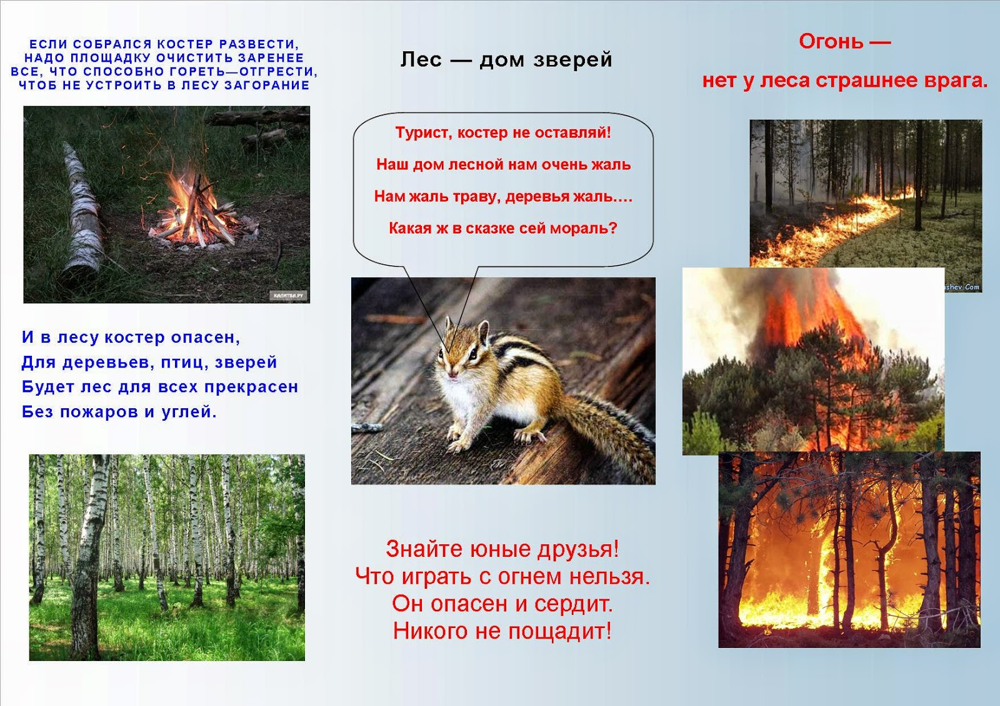 ЕСЛИ СОБРАЛСЯ КОСТЕР РАЗВЕСТИ,
НАДО ПЛОЩАДКУ ОЧИСТИТЬ ЗАРЕНЕЕ
ВСЕ, ЧТО СПОСОБНО ГОРЕТЬ—ОТГРЕСТИ,
ЧТОБ НЕ УСТРОИТЬ В ЛЕСУ ЗАГОРАНИЕ
КАЛИТВА.РУ
И в лесу костер опасен,
Для деревьев, птиц, зверей
Будет лес для всех прекрасен
Без пожаров и углей.
Лес — дом зверей
Турист, костер не оставляй!
Наш дом лесной нам очень жаль
Нам жаль траву, деревья жаль....
Какая ж в сказке сей мораль?
Знайте юные друзья!
Что играть с огнем нельзя.
Он опасен и сердит.
Никого не пощадит!
Огонь —
нет у леса страшнее врага.
shev.Com